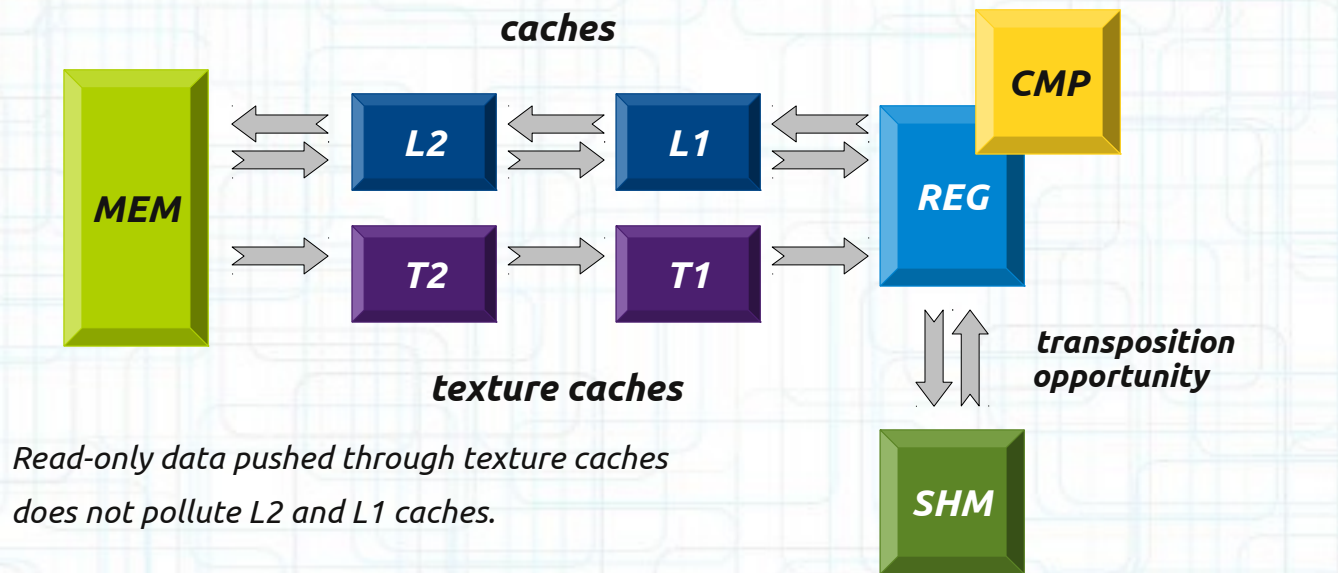 caches
CMP
MEM
L2
L1
REG
T2
T1
transposition
opportunity
texture caches
Read-only data pushed through texture caches
does not pollute L2 and L1 caches.
SHM